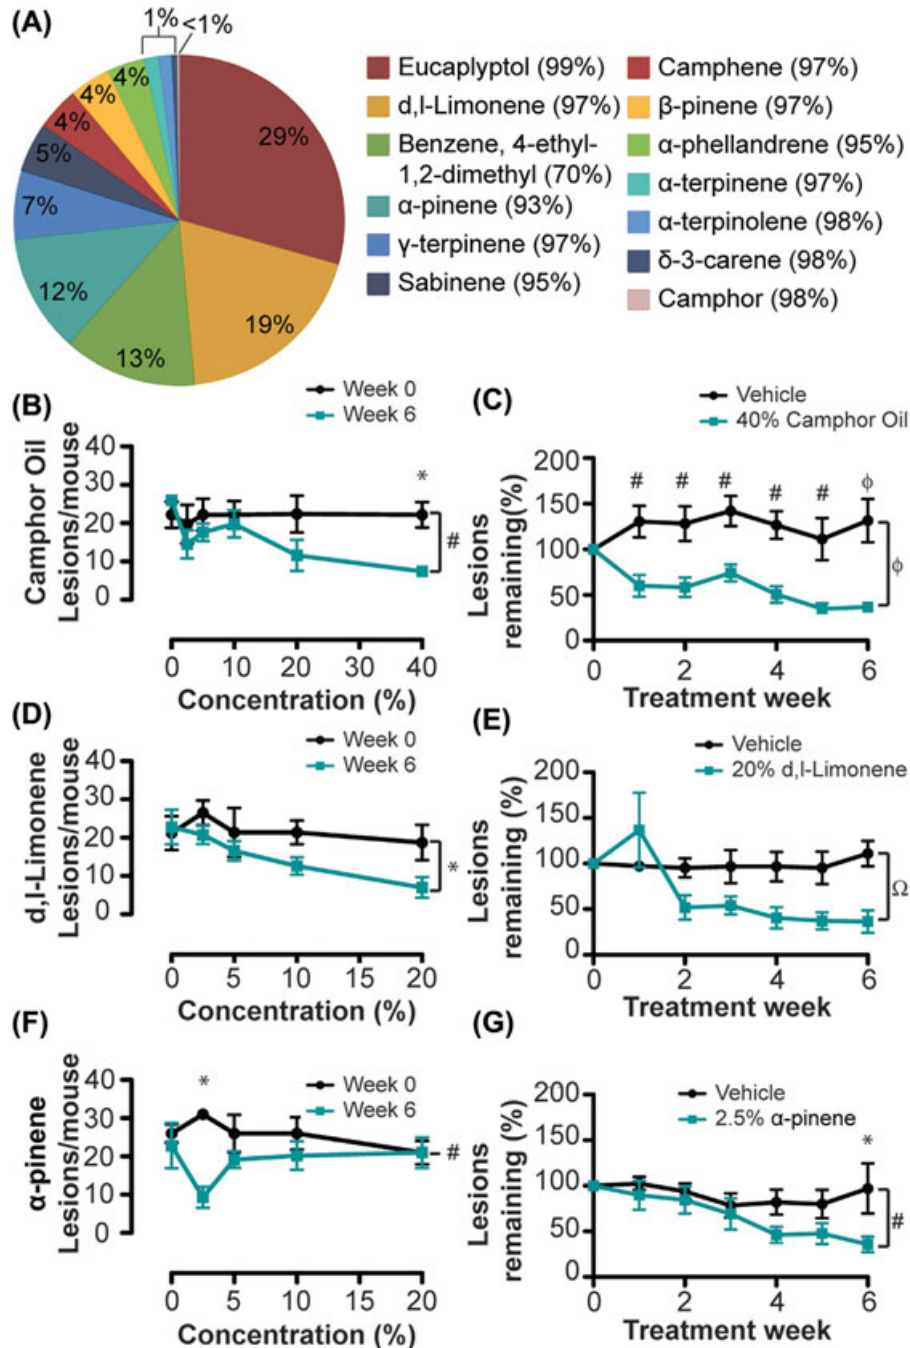 (A)
1%
<1%
4%
4%
4%
5%
7%
12%
13%
19%
29%
Eucaplyptol (99%)
d,l-Limonene (97%)
Benzene, 4-ethyl-
1,2-dimethyl (70%)
α-pinene (93%)
γ-terpinene (97%)
Sabinene (95%)
Camphene (97%)
β-pinene (97%)
α-phellandrene (95%)
α-terpinene (97%)
α-terpinolene (98%)
δ-3-carene (98%)
Camphor (98%)
(B)
Week 0
Week 6
Camphor Oil
Lesions/mouse
40
30
20
10
0
*
#
0 10 20 30 40
Concentration (%)
(C)
Vehicle
40% Camphor Oil
Lesions
remaining(%)
200
150
100
50
0
# # # # # ϕ
ϕ
0 2 4 6
Treatment week
(D)
Week 0
Week 6
d,l-Limonene
Lesions/mouse
40
30
20
10
0
*
0 5 10 15 20
Concentration (%)
(E)
Vehicle
20% d,l-Limonene
Lesions
remaining (%)
200
150
100
50
0
Ω
0 2 4 6
Treatment week
(F)
Week 0
Week 6
α-pinene
Lesions/mouse
40
30
20
10
0
*
#
0 5 10 15 20
Concentration (%)
(G)
Vehicle
2.5% α-pinene
Lesions
remaining (%)
200
150
100
50
0
*
#
0 2 4 6
Treatment week